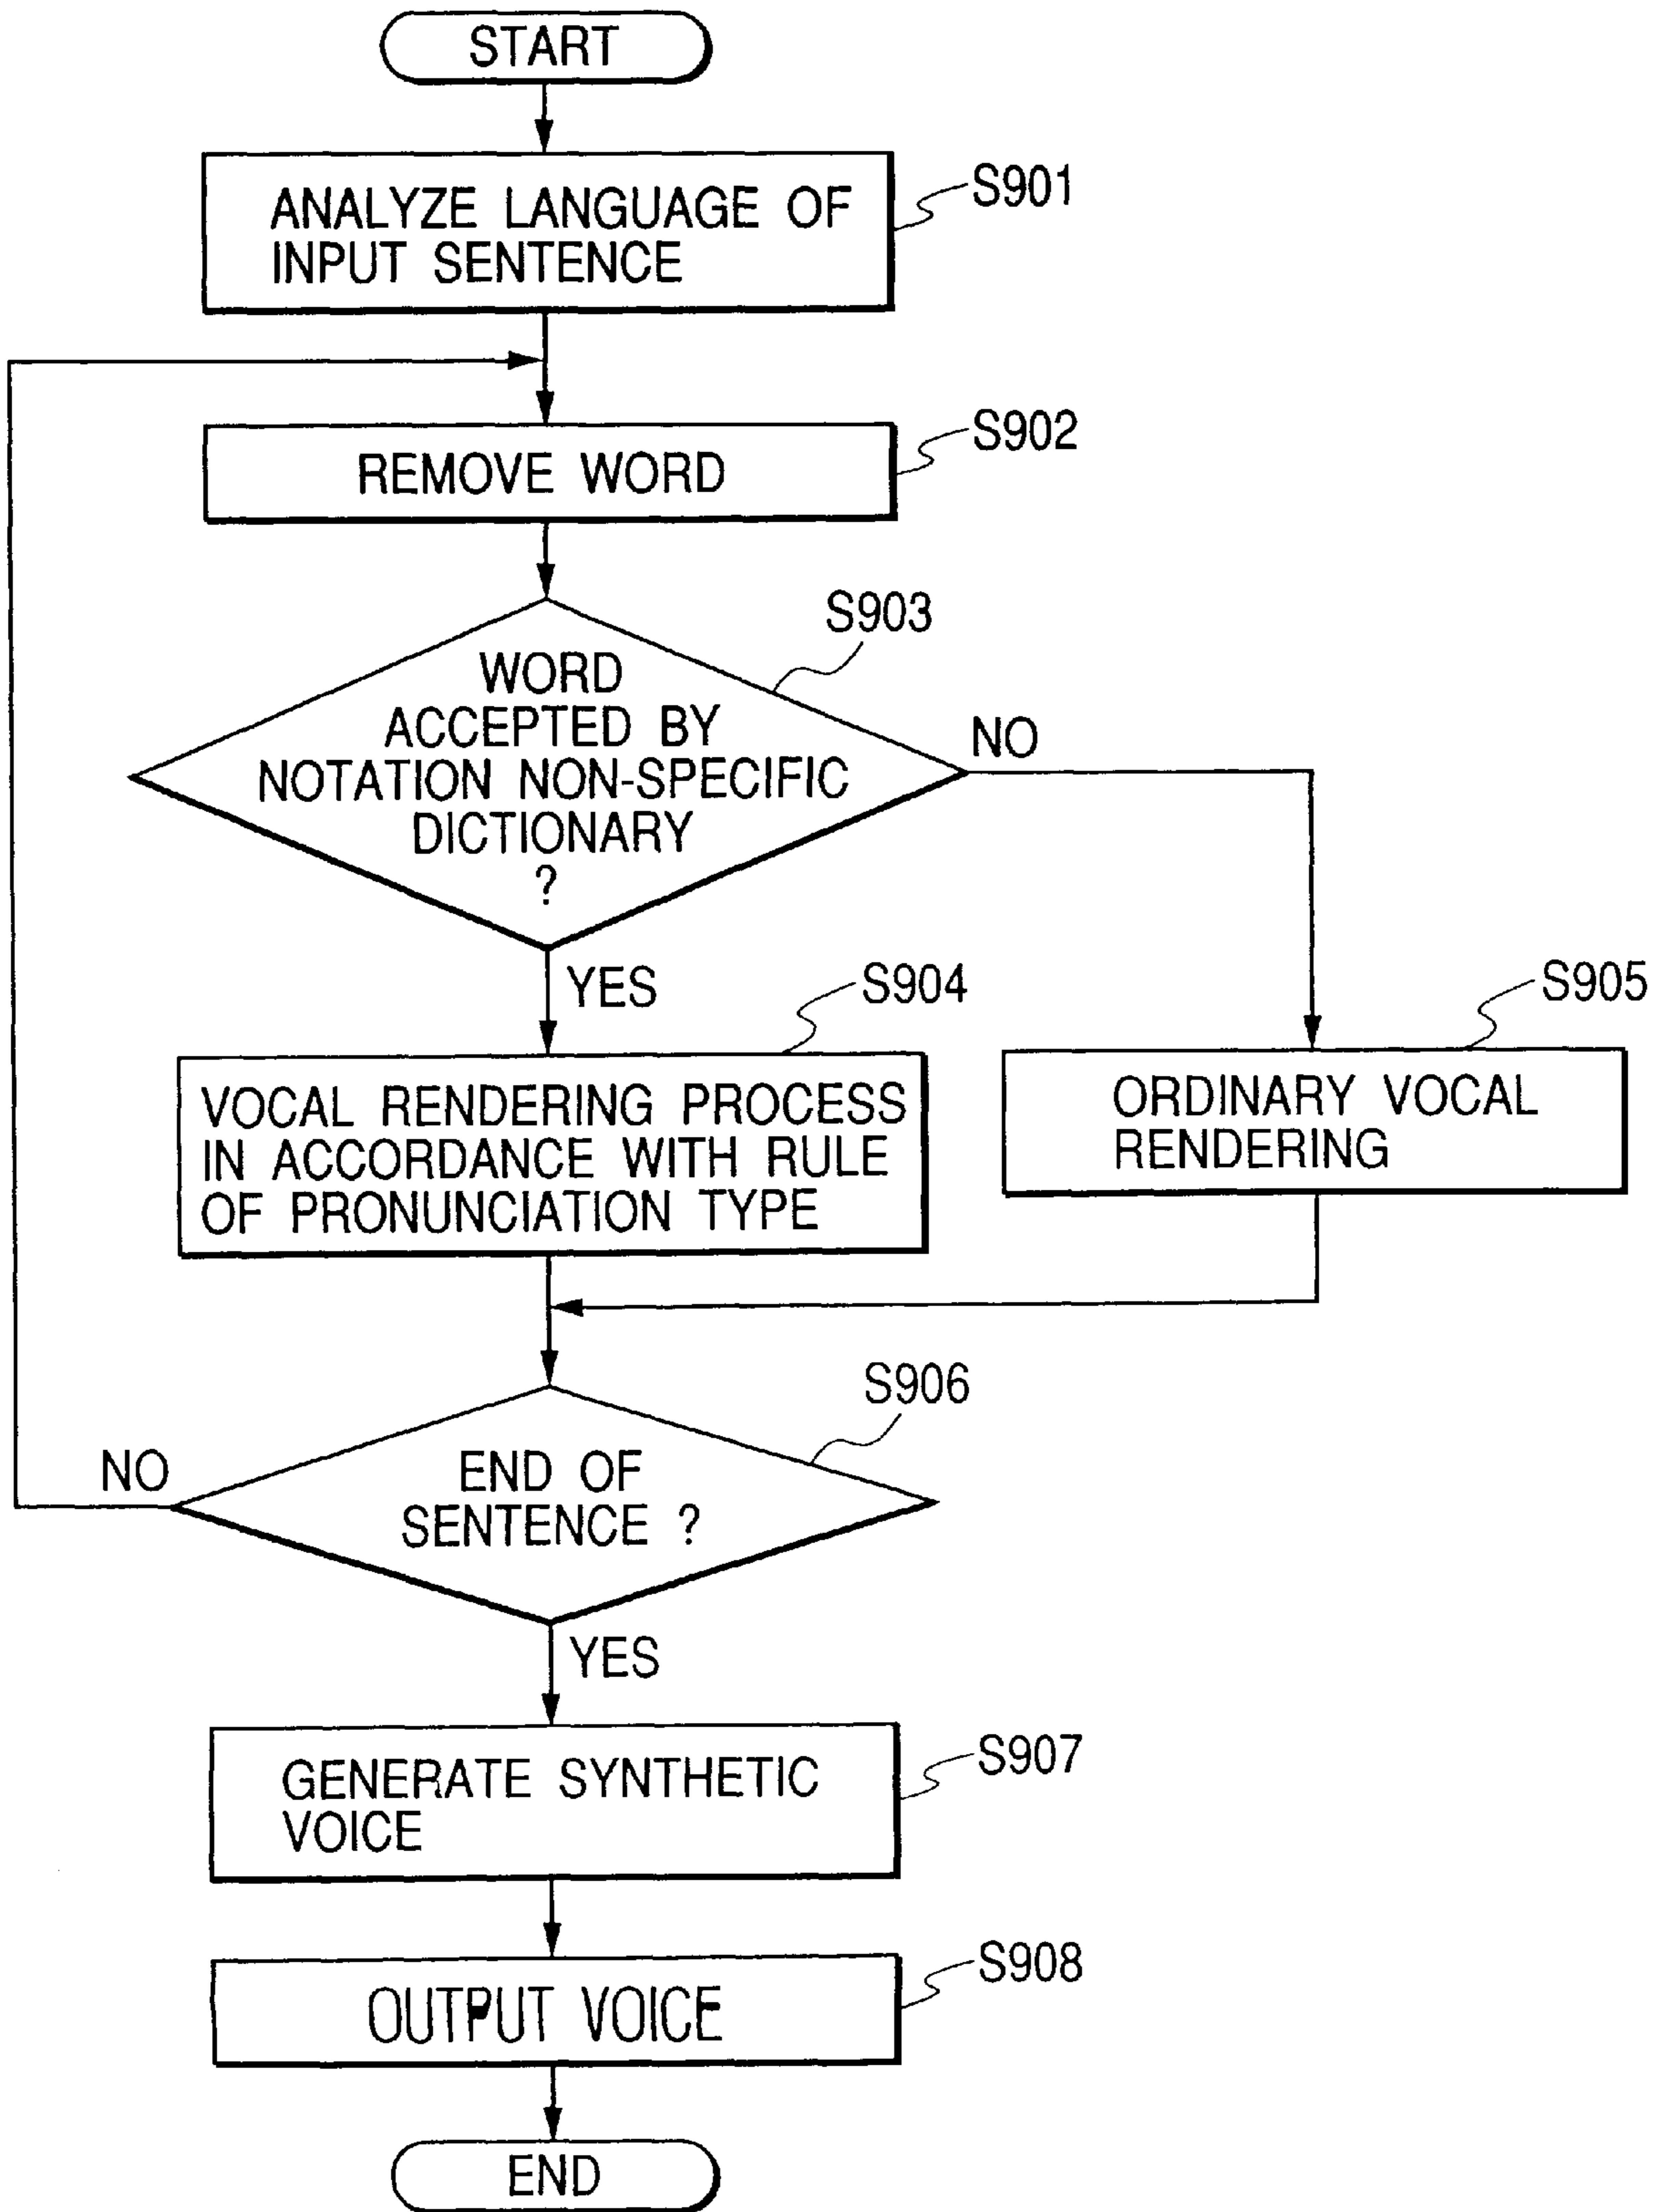 START
ANALYZE LANGUAGE OF
INPUT SENTENCE
S901
REMOVE WORD
S902
S903
WORD
ACCEPTED BY
NOTATION NON-SPECIFIC
DICTIONARY
?
NO
YES
S904
S905
VOCAL RENDERING PROCESS
IN ACCORDANCE WITH RULE
OF PRONUNCIATION TYPE
ORDINARY VOCAL
RENDERING
S906
NO
END OF
SENTENCE ?
YES
GENERATE SYNTHETIC
VOICE
S907
OUTPUT VOICE
S908
END